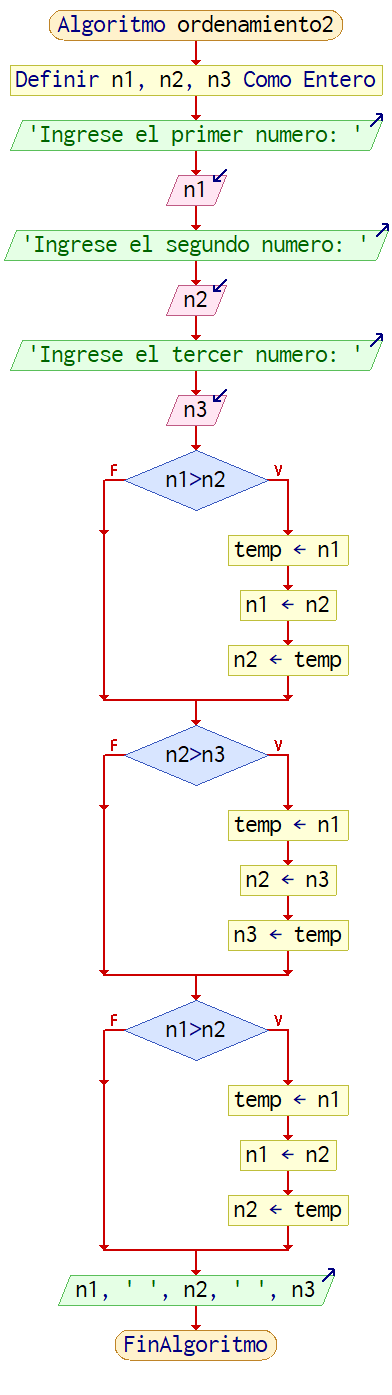 Algoritmo ordenamiento2
Definir n1, n2, n3 Como Entero
'Ingrese el primer numero: '
n1
'Ingrese el segundo numero: '
n2
'Ingrese el tercer numero: '
n3
F
n1>n2
V
temp ← n1
n1 ← n2
n2 ← temp
F
n2>n3
V
temp ← n1
n2 ← n3
n3 ← temp
F
n1>n2
V
temp ← n1
n1 ← n2
n2 ← temp
n1, ' ', n2, ' ', n3
FinAlgoritmo